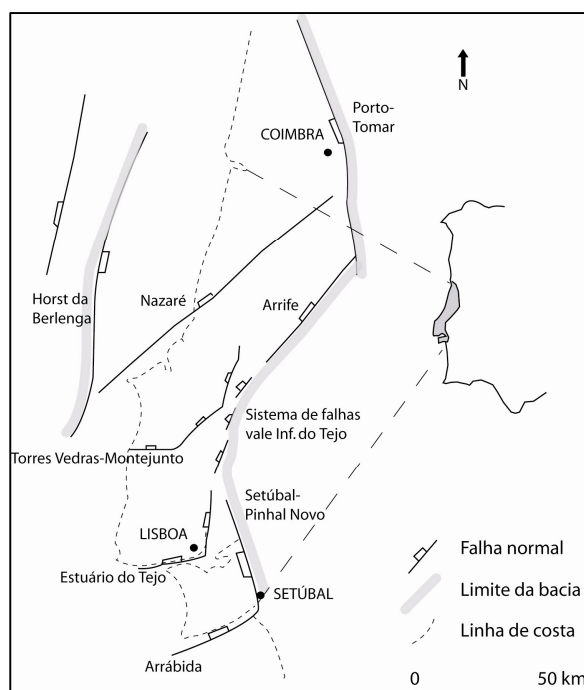 N
Porto-
Tomar
COIMBRA
Horst da
Berlenga
Nazaré
Arrife
Sistema de falhas
vale Inf. do Tejo
Torres Vedras-Montejunto
Setúbal-
Pinhal Novo
LISBOA
Estuário do Tejo
SETÚBAL
Arrábida
Falha normal
Limite da bacia
Linha de costa
0 50 km